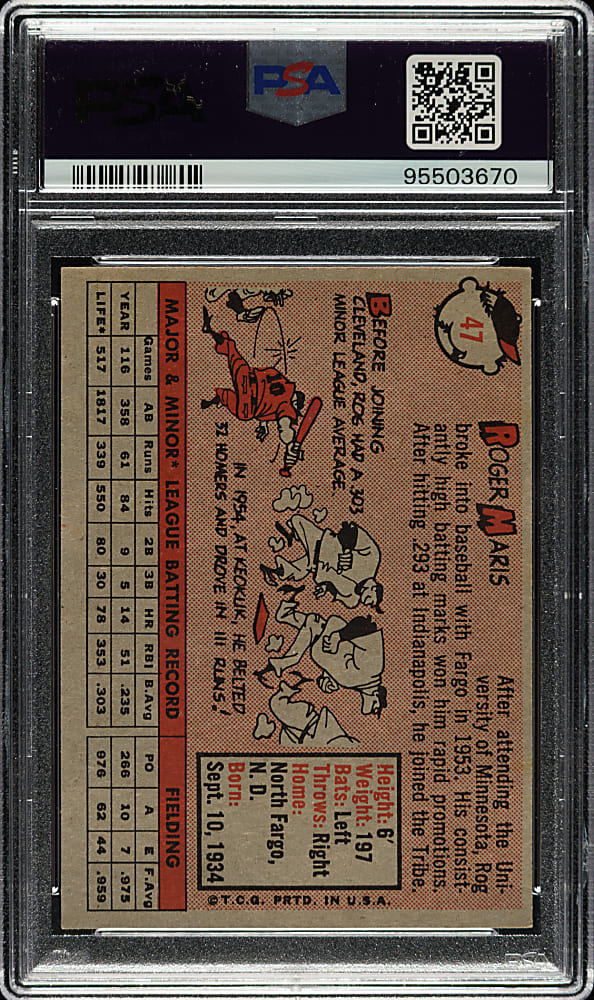 PSA
PSA
95503670
47
ROGER MARIS
After attending the Uni-
versity of Minnesota, Rog
broke into baseball with Fargo in 1953. His consist-
antly high batting marks won him rapid promotions.
After hitting .293 at Indianapolis, he joined the Tribe.
BEFORE JOINING
CLEVELAND, ROG HAD A .303
MINOR LEAGUE AVERAGE.
10
IN 1954, AT KEOKUK, HE BELTED
32 HOMERS AND DROVE IN 111 RUNS!
Height: 6'
Weight: 197
Bats: Left
Throws: Right
Home:
North Fargo,
N. D.
Born:
Sept. 10, 1934
©T.C.G. PRTD. IN U.S.A.
MAJOR & MINOR* LEAGUE BATTING RECORD FIELDING
Games AB Runs Hits 2B 3B HR RBI B.Avg PO A E F.Avg
YEAR 116 358 61 84 9 5 14 51 .235 266 10 7 .975
LIFE* 517 1817 339 550 80 30 78 353 .303 976 62 44 .959
PSA